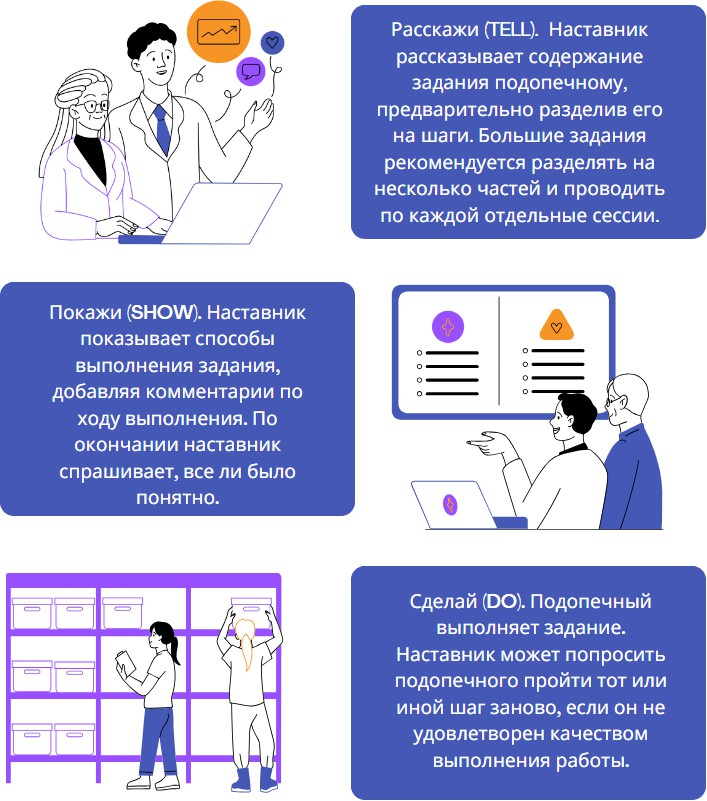 Расскажи (TELL). Наставник
рассказывает содержание
задания подопечному,
предварительно разделив его
на шаги. Большие задания
рекомендуется разделять на
несколько частей и проводить
по каждой отдельные сессии.
Покажи (SHOW). Наставник
показывает способы
выполнения задания,
добавляя комментарии по
ходу выполнения. По
окончании наставник
спрашивает, все ли было
понятно.
Сделай (DO). Подопечный
выполняет задание.
Наставник может попросить
подопечного пройти тот или
иной шаг заново, если он не
удовлетворен качеством
выполнения работы.